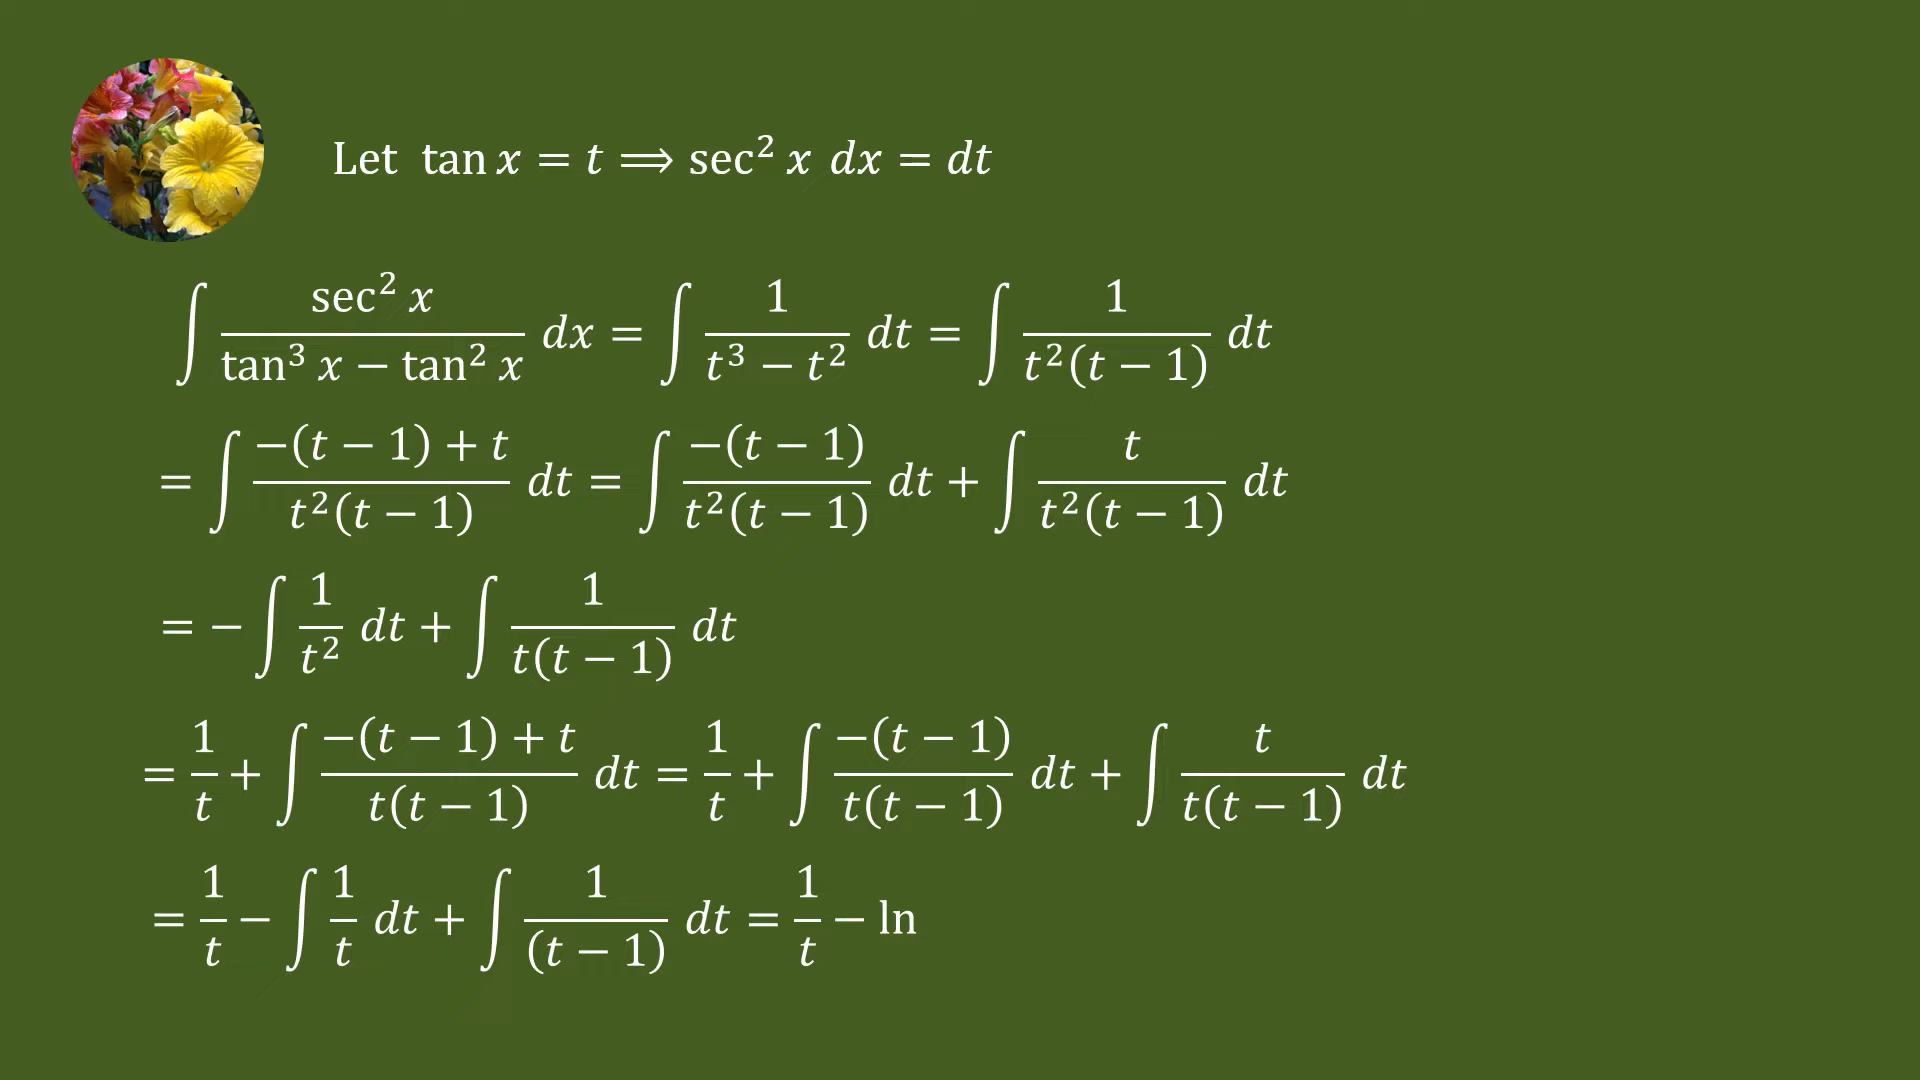 Let tan x = t ⟹ sec² x dx = dt
∫ sec² x / (tan³ x − tan² x) dx = ∫ 1 / (t³ − t²) dt = ∫ 1 / (t²(t − 1)) dt
= ∫ (−(t − 1) + t) / (t²(t − 1)) dt = ∫ −(t − 1) / (t²(t − 1)) dt + ∫ t / (t²(t − 1)) dt
= − ∫ 1/t² dt + ∫ 1 / (t(t − 1)) dt
= 1/t + ∫ (−(t − 1) + t) / (t(t − 1)) dt = 1/t + ∫ −(t − 1) / (t(t − 1)) dt + ∫ t / (t(t − 1)) dt
= 1/t − ∫ 1/t dt + ∫ 1 / (t − 1) dt = 1/t − ln